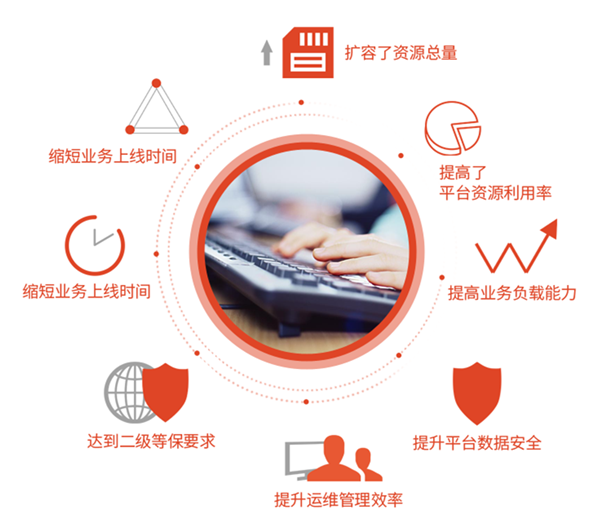 扩容了资源总量
提高了
平台资源利用率
提高业务负载能力
提升平台数据安全
提升运维管理效率
达到二级等保要求
缩短业务上线时间
缩短业务上线时间